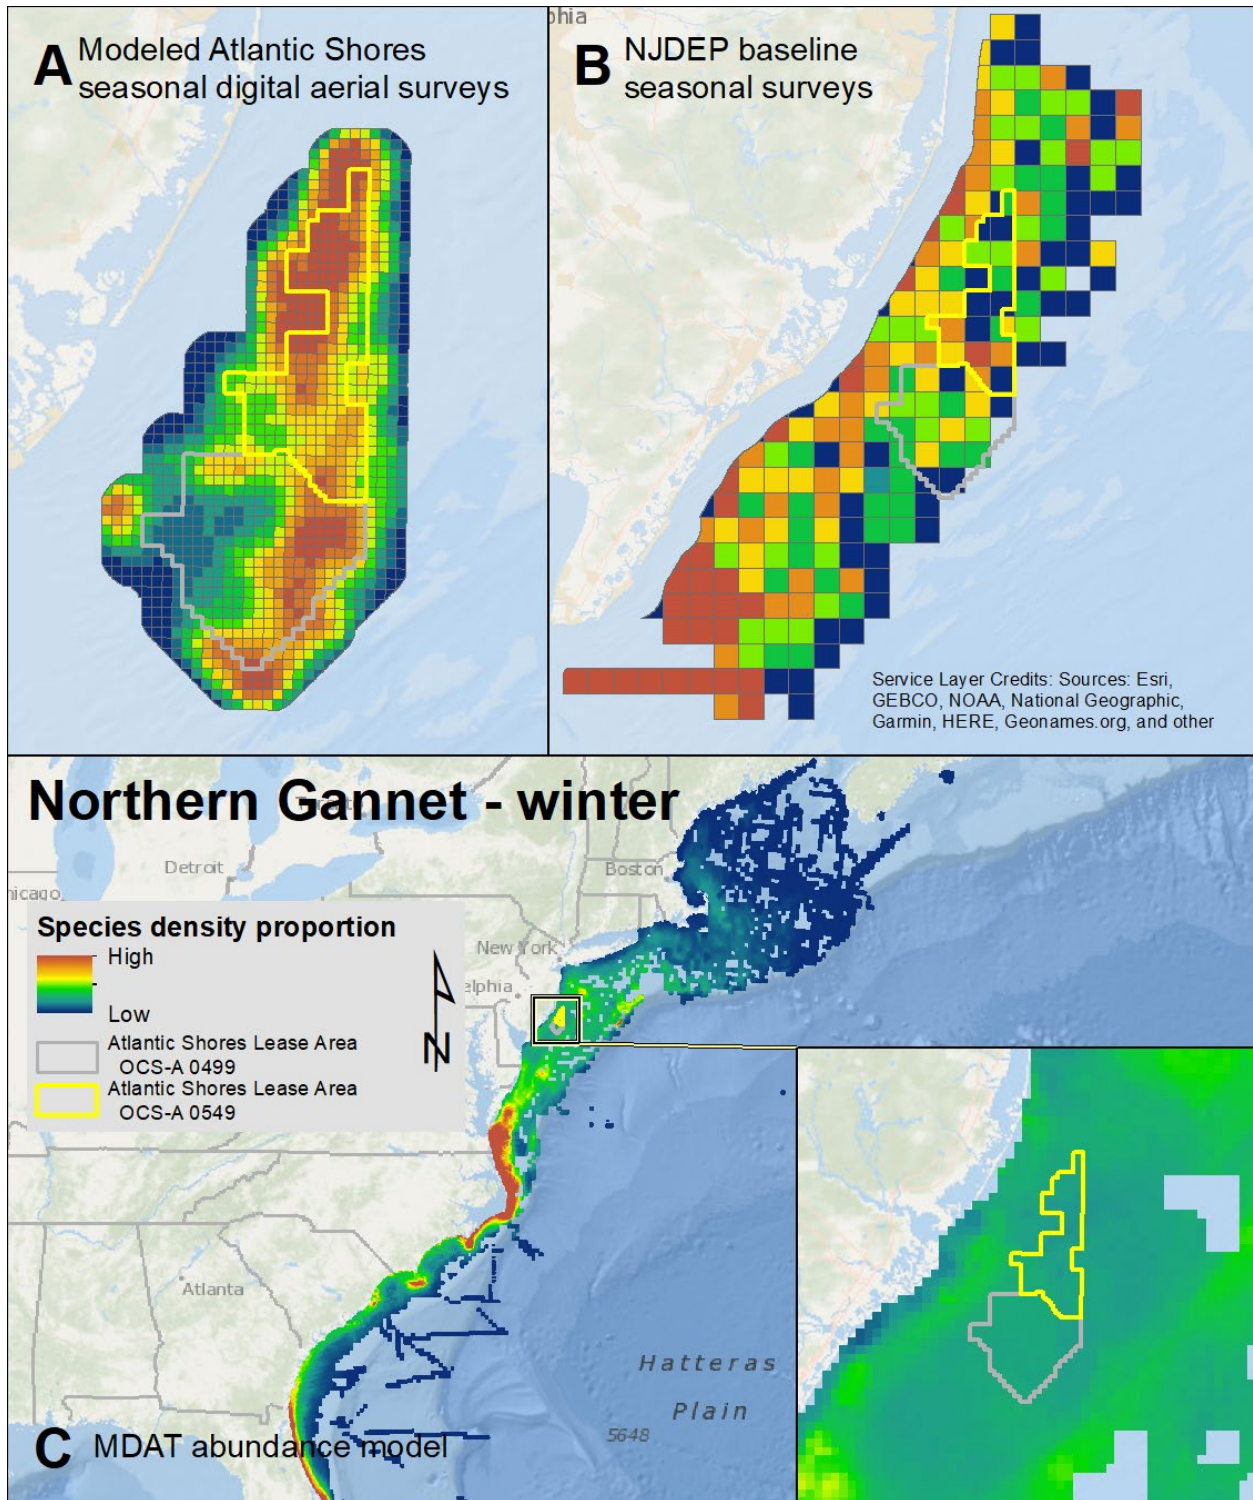 phia
A Modeled Atlantic Shores
seasonal digital aerial surveys
B NJDEP baseline
seasonal surveys
Service Layer Credits: Sources: Esri,
GEBCO, NOAA, National Geographic,
Garmin, HERE, Geonames.org, and other
Northern Gannet - winter
Detroit
Boston
hicago
Species density proportion
High
Low
New York
elphia
N
Atlantic Shores Lease Area
OCS-A 0499
Atlantic Shores Lease Area
OCS-A 0549
Atlanta
Hatteras
Plain
5648
C MDAT abundance model